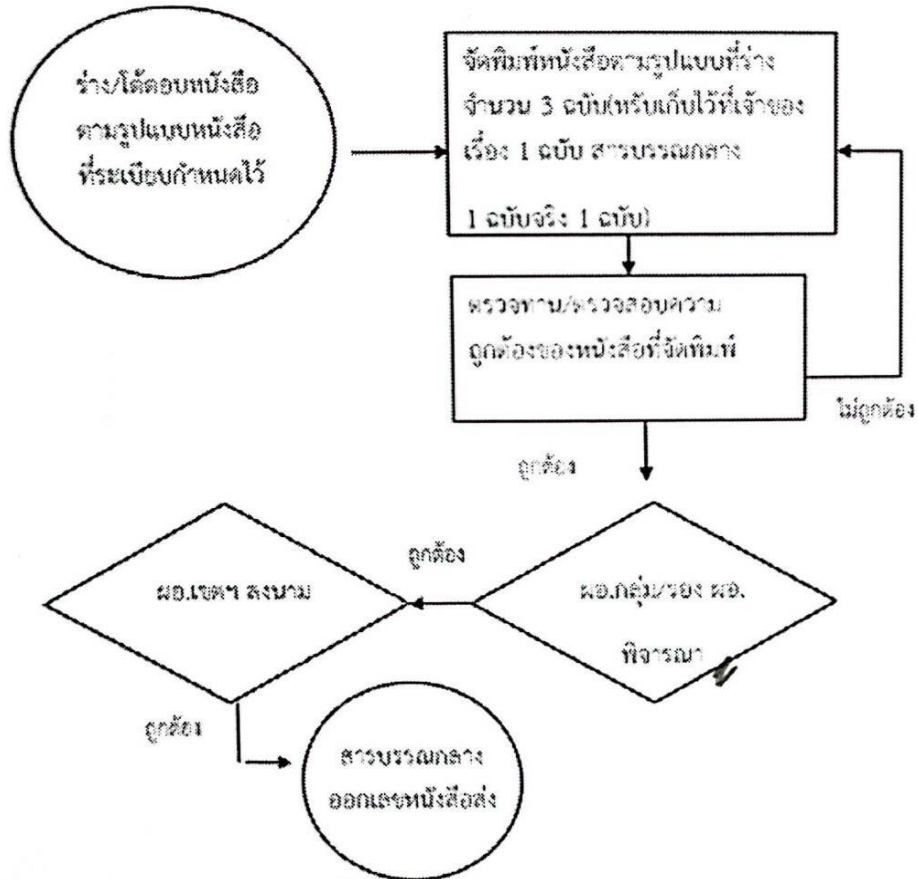 ร่าง/โต้ตอบหนังสือ
ตามรูปแบบหนังสือ
ที่ระเบียบกำหนดไว้
จัดพิมพ์หนังสือตามรูปแบบที่ร่าง
จำนวน 3 ฉบับ(หรับเก็บไว้ที่เจ้าของ
เรื่อง 1 ฉบับ สารบรรณกลาง
1 ฉบับจริง 1 ฉบับ)
ตรวจทาน/ตรวจสอบความ
ถูกต้องของหนังสือที่จัดพิมพ์
ไม่ถูกต้อง
ถูกต้อง
ผอ.กลุ่ม/รอง ผอ.
พิจารณา
ถูกต้อง
ผอ.เขตฯ ลงนาม
ถูกต้อง
สารบรรณกลาง
ออกเลขหนังสือส่ง